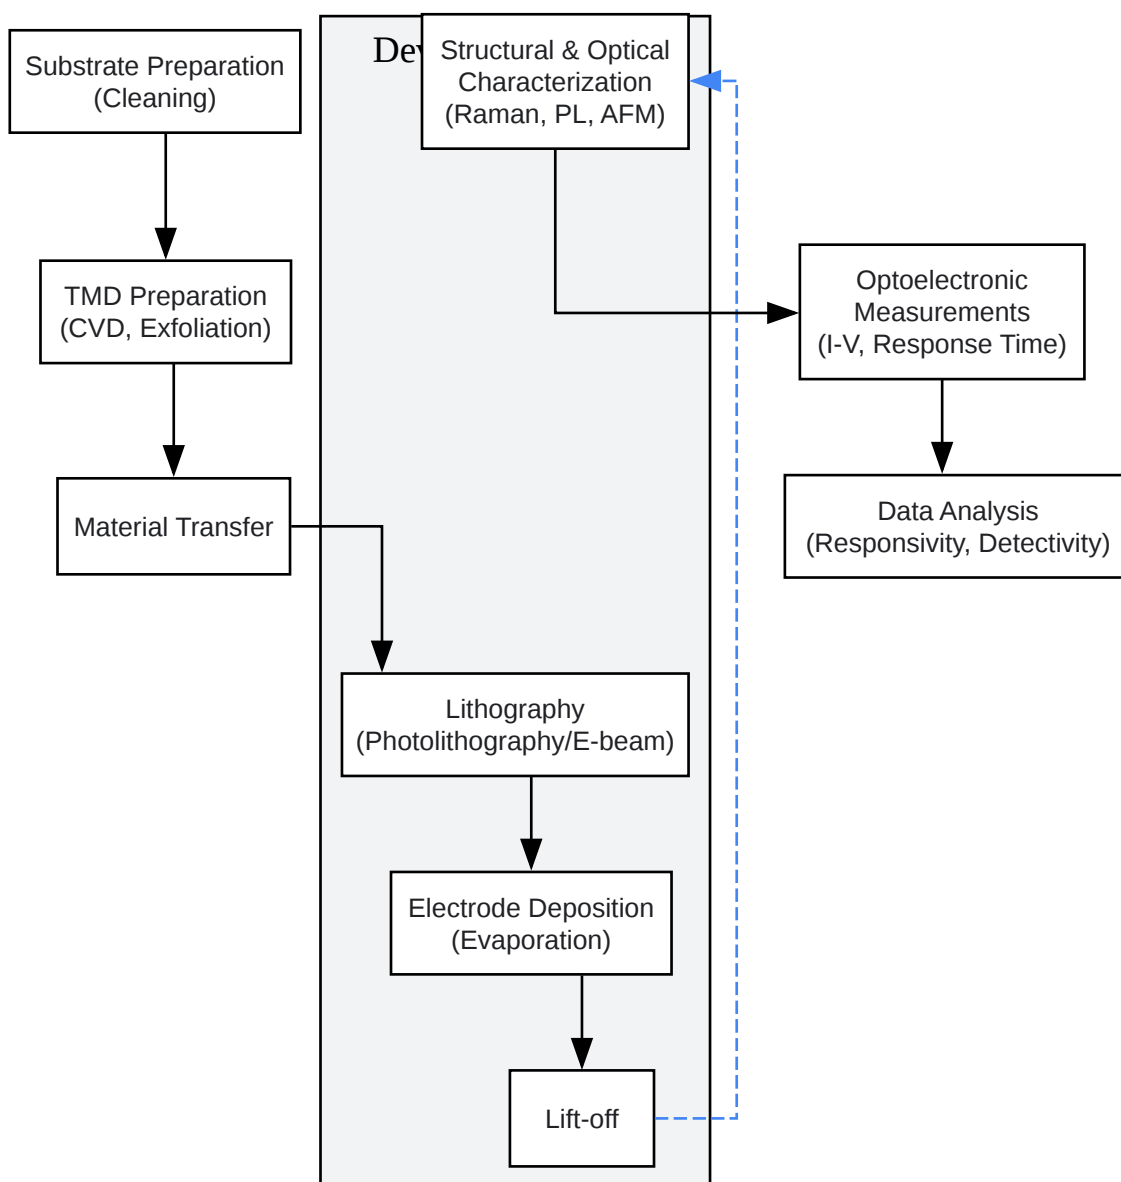 Substrate Preparation
(Cleaning)
TMD Preparation
(CVD, Exfoliation)
Material Transfer
Structural & Optical
Characterization
(Raman, PL, AFM)
Lithography
(Photolithography/E-beam)
Electrode Deposition
(Evaporation)
Lift-off
Optoelectronic
Measurements
(I-V, Response Time)
Data Analysis
(Responsivity, Detectivity)